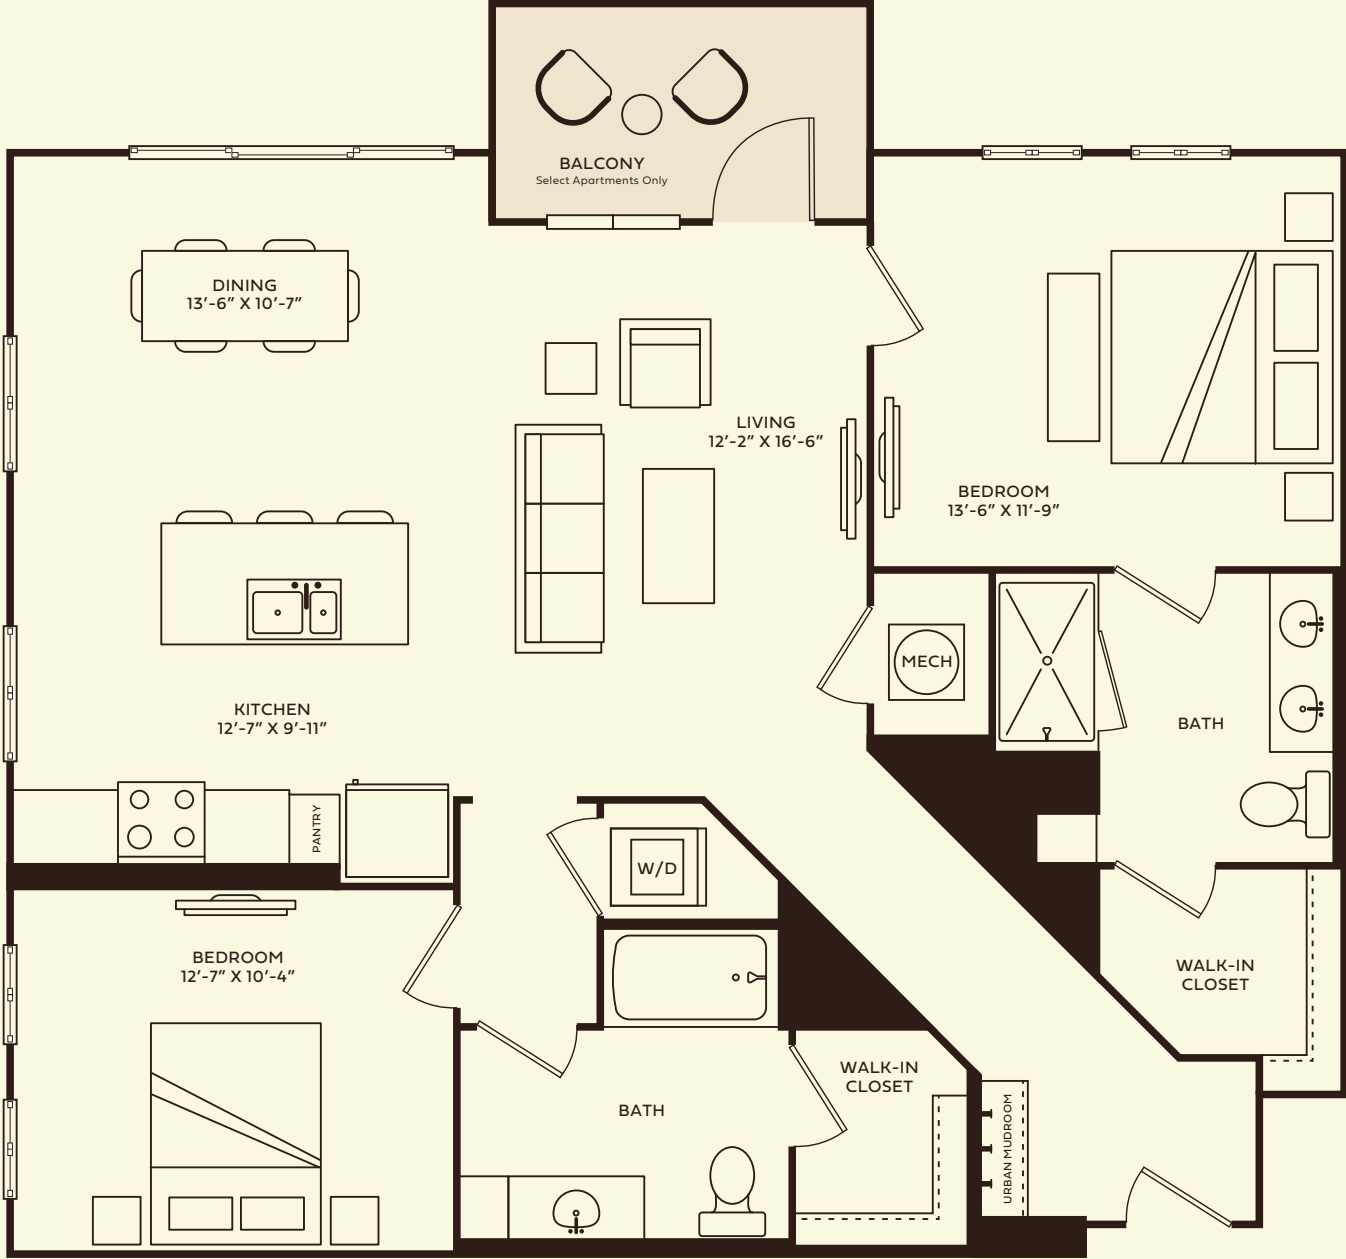 BALCONY
Select Apartments Only
DINING
13’-6” X 10’-7”
LIVING
12’-2” X 16’-6”
BEDROOM
13’-6” X 11’-9”
MECH
KITCHEN
12’-7” X 9’-11”
BATH
PANTRY
W/D
BEDROOM
12’-7” X 10’-4”
WALK-IN
CLOSET
WALK-IN
CLOSET
BATH
URBAN MUDROOM